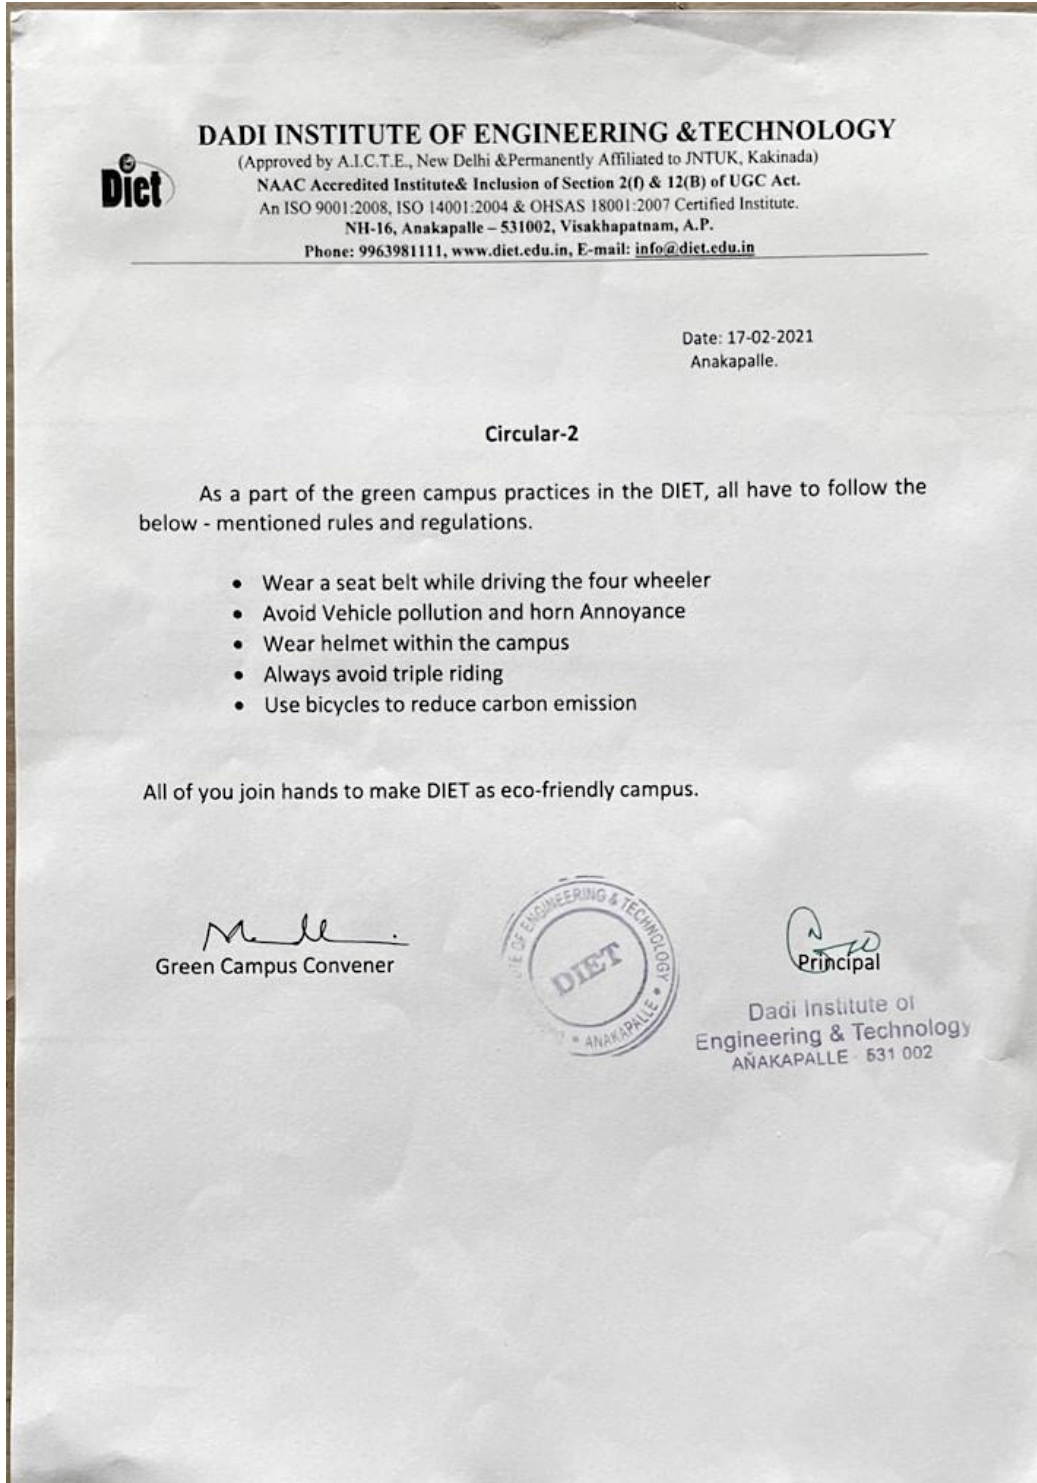 DADI INSTITUTE OF ENGINEERING &TECHNOLOGY
Diet
(Approved by A.I.C.T.E., New Delhi &Permanently Affiliated to JNTUK, Kakinada)
NAAC Accredited Institute& Inclusion of Section 2(f) & 12(B) of UGC Act.
An ISO 9001:2008, ISO 14001:2004 & OHSAS 18001:2007 Certified Institute.
NH-16, Anakapalle – 531002, Visakhapatnam, A.P.
Phone: 9963981111, www.diet.edu.in, E-mail: info@diet.edu.in
Date: 17-02-2021
Anakapalle.
Circular-2
As a part of the green campus practices in the DIET, all have to follow the
below - mentioned rules and regulations.
• Wear a seat belt while driving the four wheeler
• Avoid Vehicle pollution and horn Annoyance
• Wear helmet within the campus
• Always avoid triple riding
• Use bicycles to reduce carbon emission
All of you join hands to make DIET as eco-friendly campus.
Green Campus Convener
OF ENGINEERING & TECHNOLOGY
DIET
* ANAKAPALLE *
Principal
Dadi Institute of
Engineering & Technology
ANAKAPALLE - 531 002